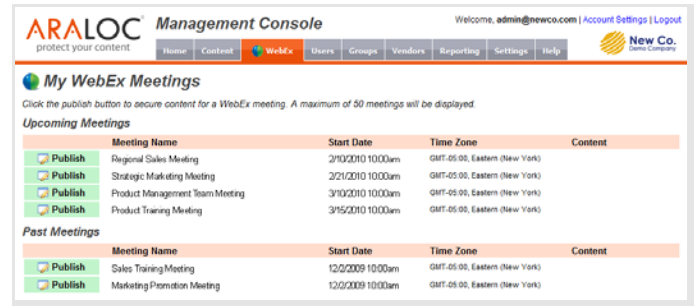 ARALOC
protect your content
Management Console
Welcome, admin@newco.com | Account Settings | Logout
Home Content WebEx Users Groups Vendors Reporting Settings Help
New Co.
Demo Company
My WebEx Meetings
Click the publish button to secure content for a WebEx meeting. A maximum of 50 meetings will be displayed.
Upcoming Meetings
Meeting Name Start Date Time Zone Content
Publish Regional Sales Meeting 2/10/2010 10:00am GMT-05:00, Eastern (New York)
Publish Strategic Marketing Meeting 2/21/2010 10:00am GMT-05:00, Eastern (New York)
Publish Product Management Team Meeting 3/10/2010 10:00am GMT-05:00, Eastern (New York)
Publish Product Training Meeting 3/15/2010 10:00am GMT-05:00, Eastern (New York)
Past Meetings
Meeting Name Start Date Time Zone Content
Publish Sales Training Meeting 12/2/2009 10:00am GMT-05:00, Eastern (New York)
Publish Marketing Promotion Meeting 12/2/2009 10:00am GMT-05:00, Eastern (New York)